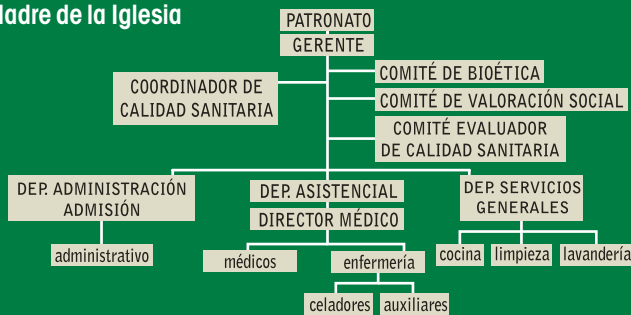 Madre de la Iglesia
PATRONATO
GERENTE
COORDINADOR DE
CALIDAD SANITARIA
COMITÉ DE BIOÉTICA
COMITÉ DE VALORACIÓN SOCIAL
COMITÉ EVALUADOR
DE CALIDAD SANITARIA
DEP. ADMINISTRACIÓN
ADMISIÓN
administrativo
DEP. ASISTENCIAL
DIRECTOR MÉDICO
médicos
enfermería
celadores
auxiliares
DEP. SERVICIOS
GENERALES
cocina
limpieza
lavandería